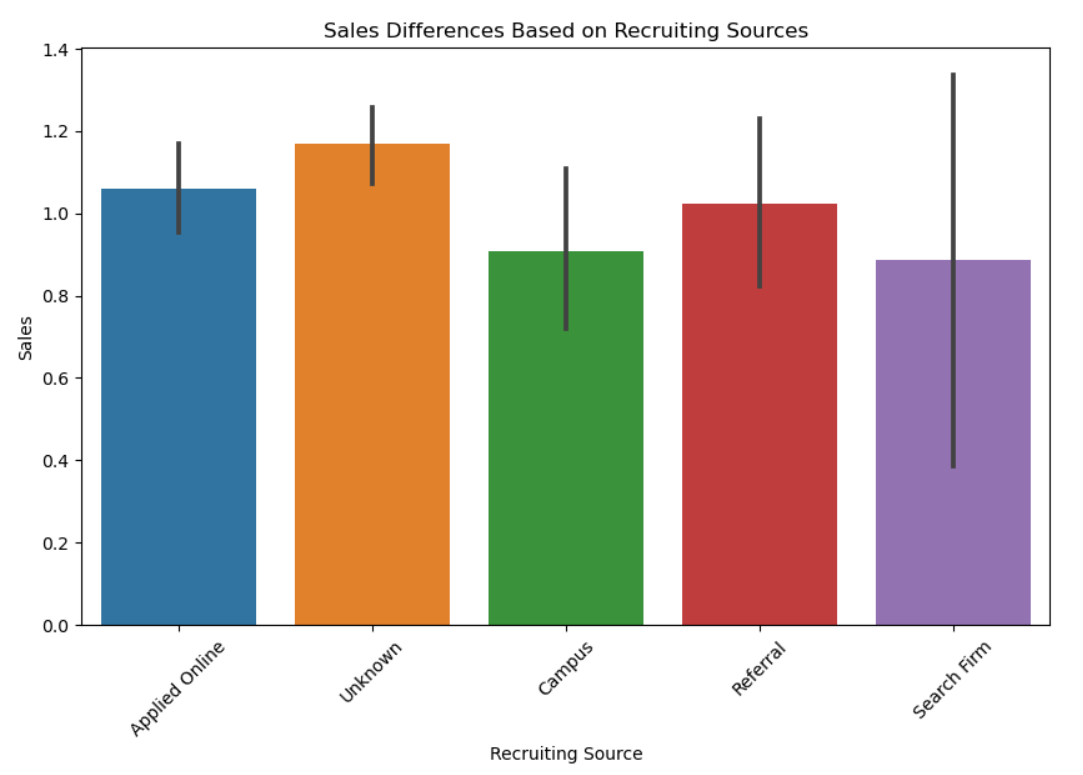 Sales Differences Based on Recruiting Sources
1.4
1.2
1.0
0.8
0.6
0.4
0.2
0.0
Sales
Applied Online
Unknown
Campus
Referral
Search Firm
Recruiting Source